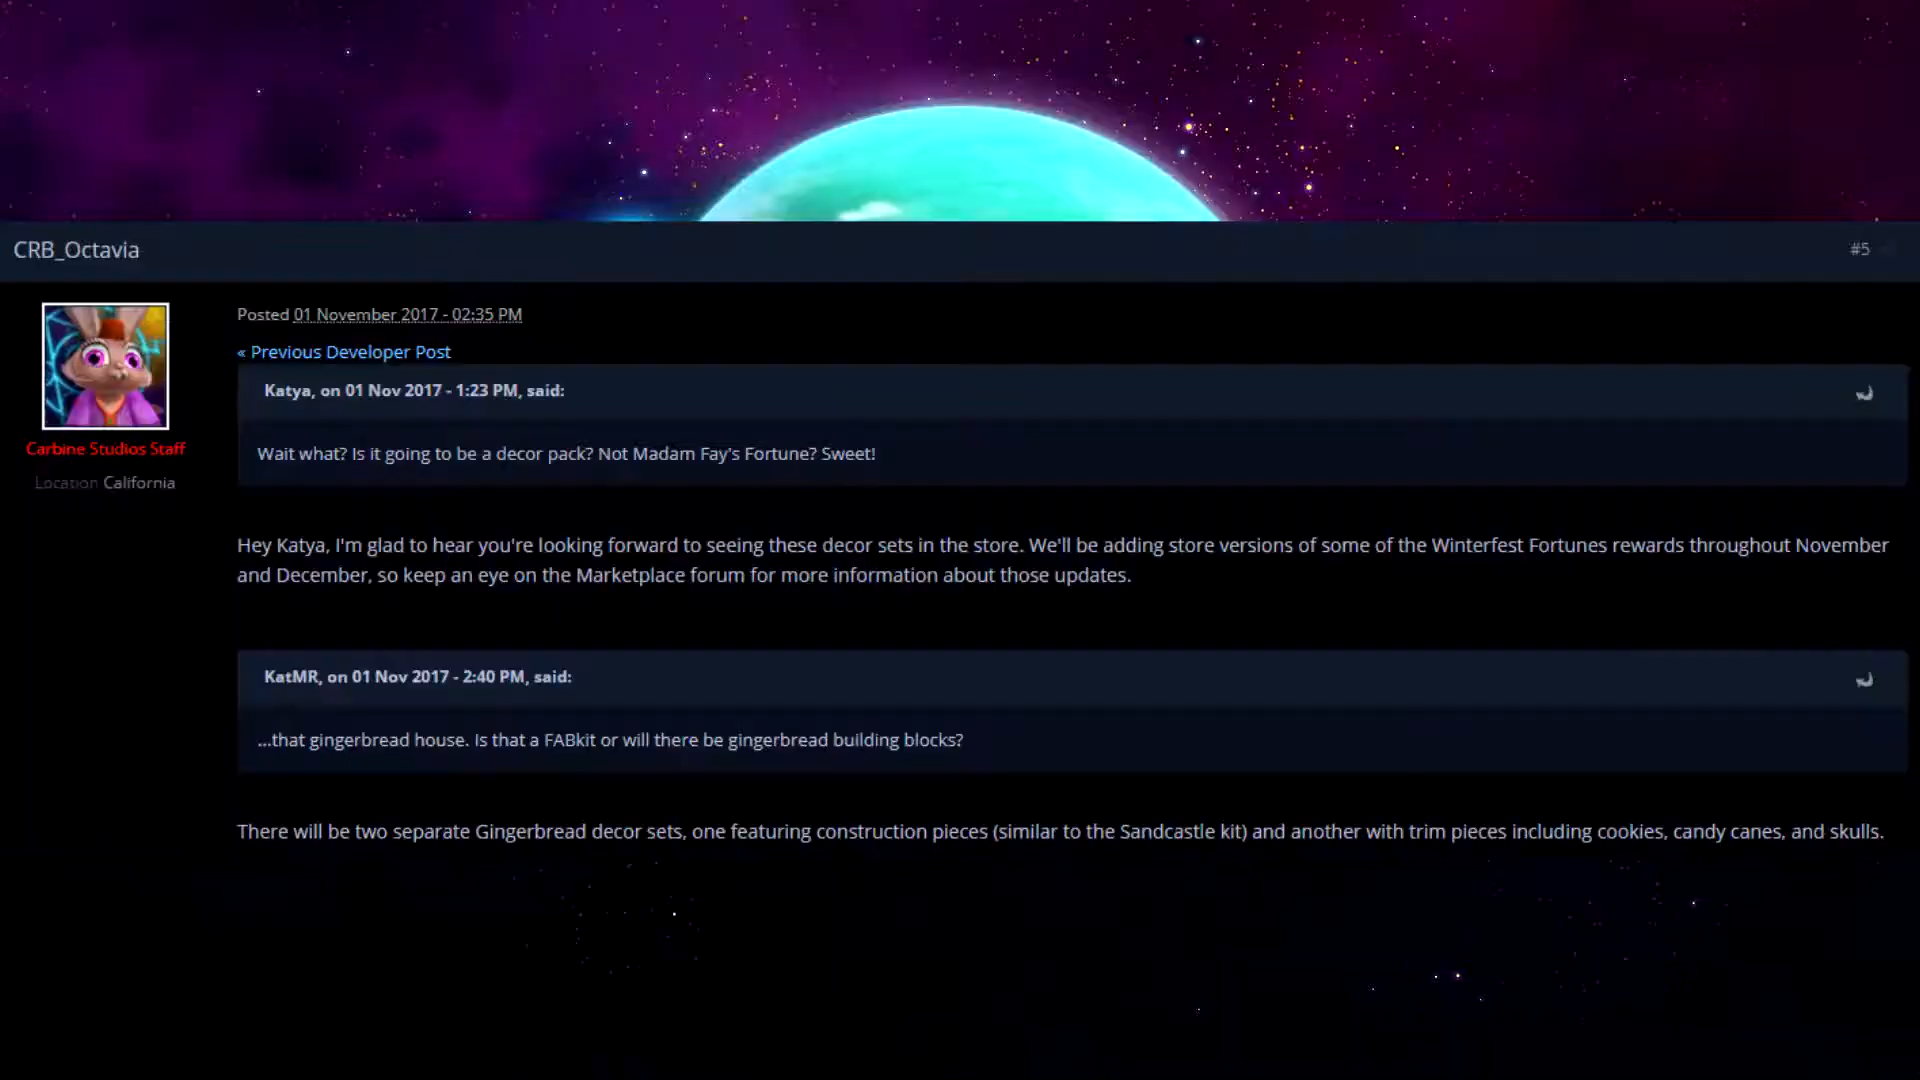 CRB_Octavia
#5
Posted 01 November 2017 - 02:35 PM
« Previous Developer Post
Katya, on 01 Nov 2017 - 1:23 PM, said:
Carbine Studios Staff
Wait what? Is it going to be a decor pack? Not Madam Fay's Fortune? Sweet!
Location California
Hey Katya, I'm glad to hear you're looking forward to seeing these decor sets in the store. We'll be adding store versions of some of the Winterfest Fortunes rewards throughout November
and December, so keep an eye on the Marketplace forum for more information about those updates.
KatMR, on 01 Nov 2017 - 2:40 PM, said:
...that gingerbread house. Is that a FABkit or will there be gingerbread building blocks?
There will be two separate Gingerbread decor sets, one featuring construction pieces (similar to the Sandcastle kit) and another with trim pieces including cookies, candy canes, and skulls.